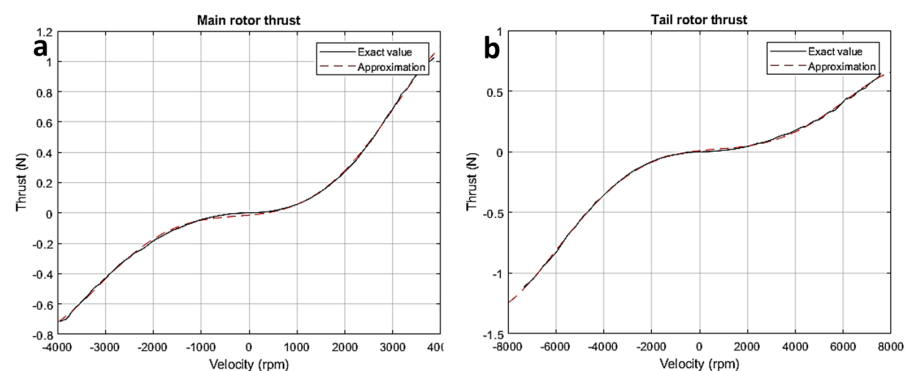 a
Main rotor thrust
Exact value
Approximation
1.2
1
0.8
0.6
0.4
0.2
0
-0.2
-0.4
-0.6
-0.8
Thrust (N)
-4000 -3000 -2000 -1000 0 1000 2000 3000 400
Velocity (rpm)
b
Tail rotor thrust
Exact value
Approximation
1
0.5
0
-0.5
-1
-1.5
Thrust (N)
-8000 -6000 -4000 -2000 0 2000 4000 6000 8000
Velocity (rpm)